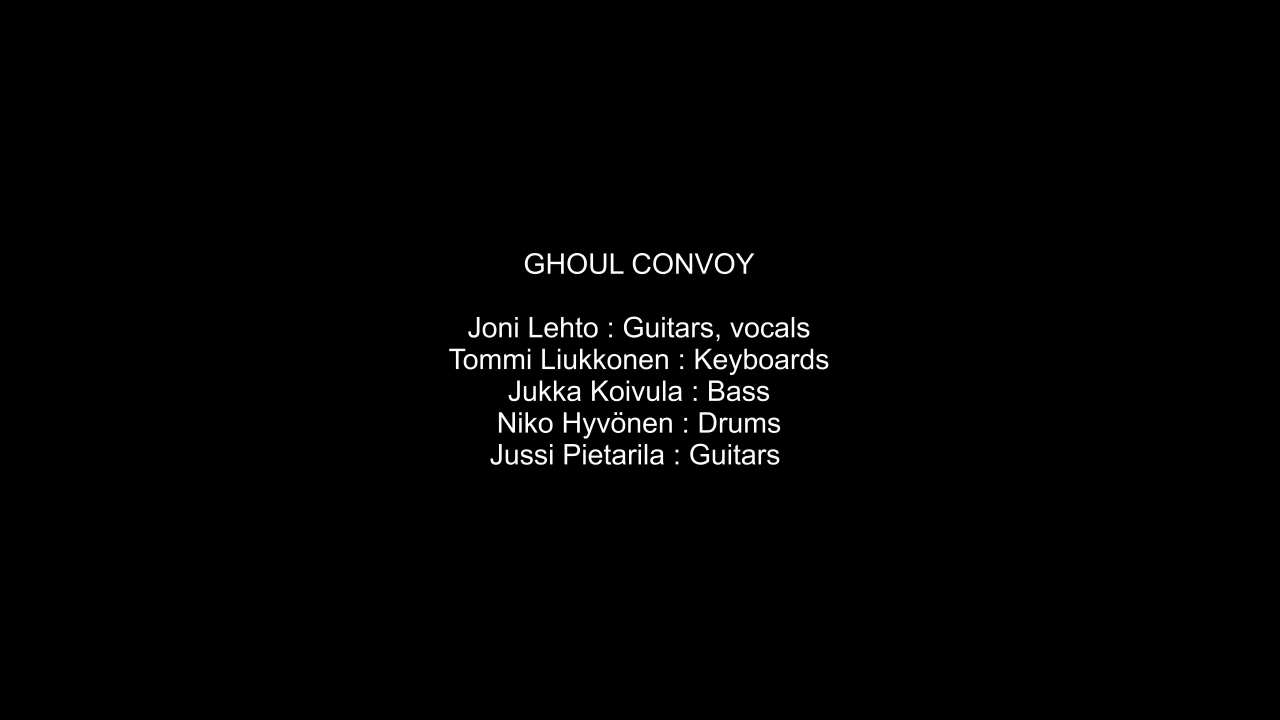 GHOUL CONVOY
Joni Lehto : Guitars, vocals
Tommi Liukkonen : Keyboards
Jukka Koivula : Bass
Niko Hyvönen : Drums
Jussi Pietarila : Guitars